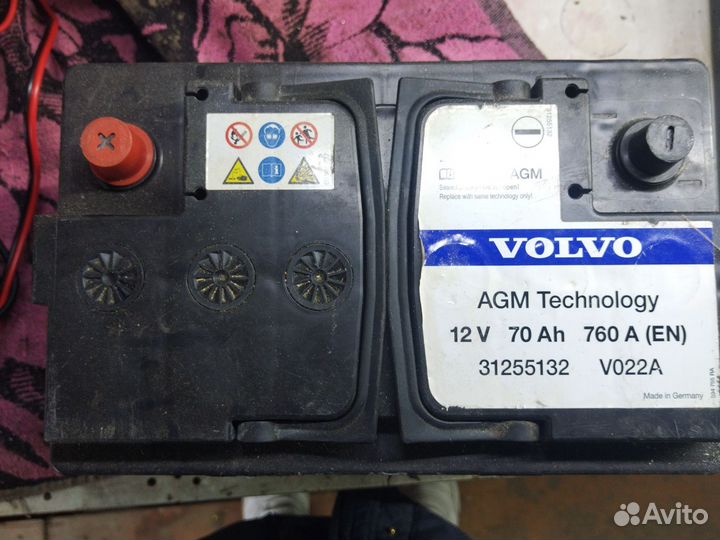 31255132
AGM
Replace with same technology only!
VOLVO
AGM Technology
12 V 70 Ah 760 A (EN)
31255132 V022A
Made in Germany
Avito